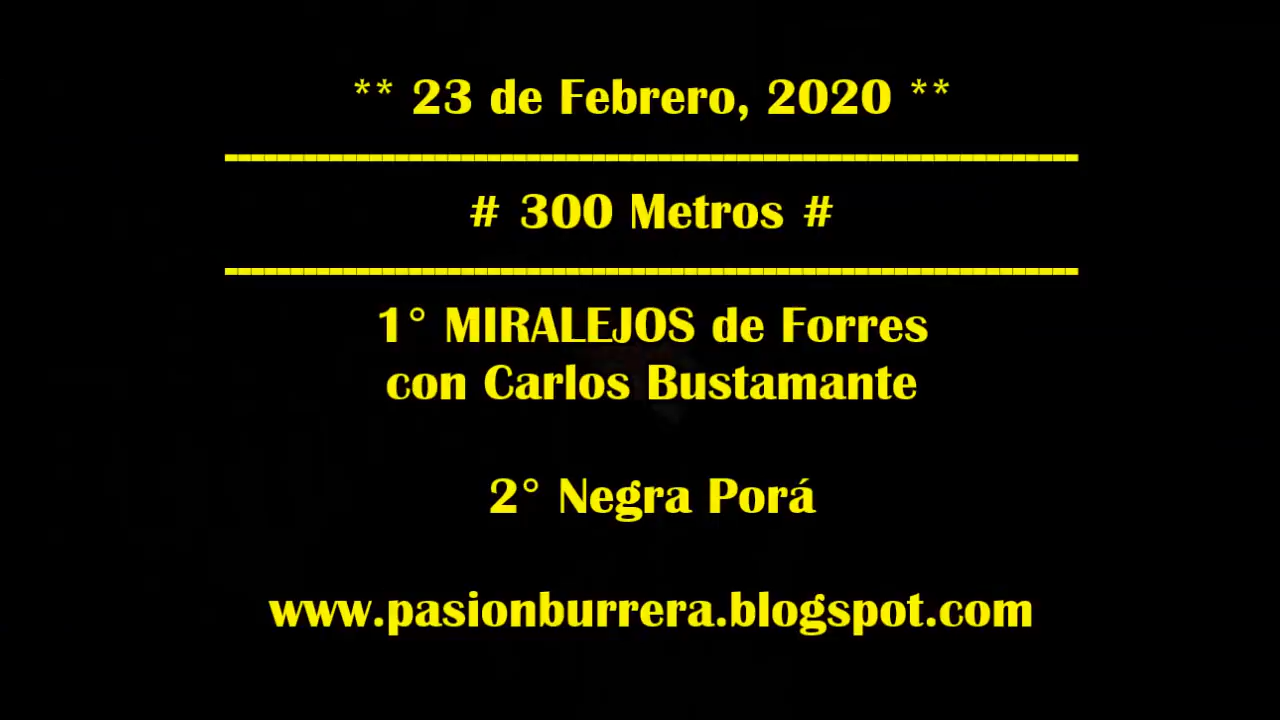 ** 23 de Febrero, 2020 **
-----------------------------------------------------------------
# 300 Metros #
-----------------------------------------------------------------
1° MIRALEJOS de Forres
con Carlos Bustamante
2° Negra Porá
www.pasionburrera.blogspot.com